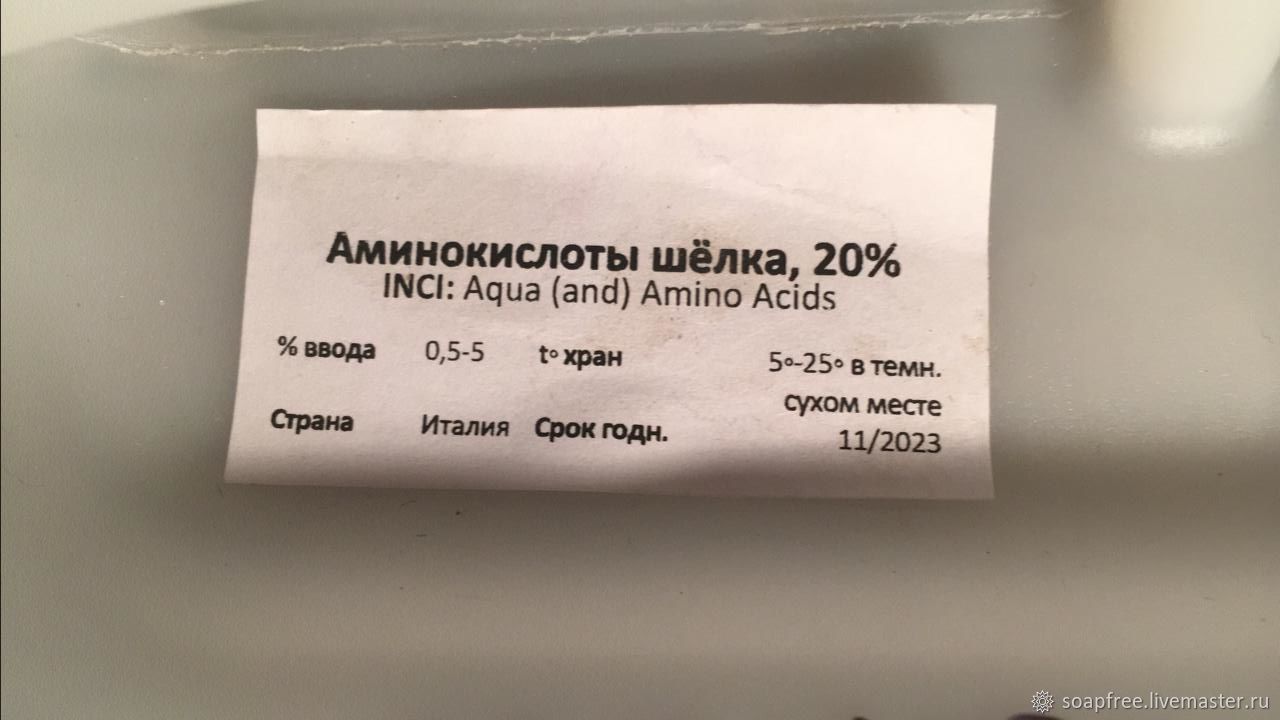 Аминокислоты шёлка, 20%
INCI: Aqua (and) Amino Acids
% ввода 0,5-5 t° хран 5°-25° в темн.
сухом месте
Страна Италия Срок годн. 11/2023
soapfree.livemaster.ru